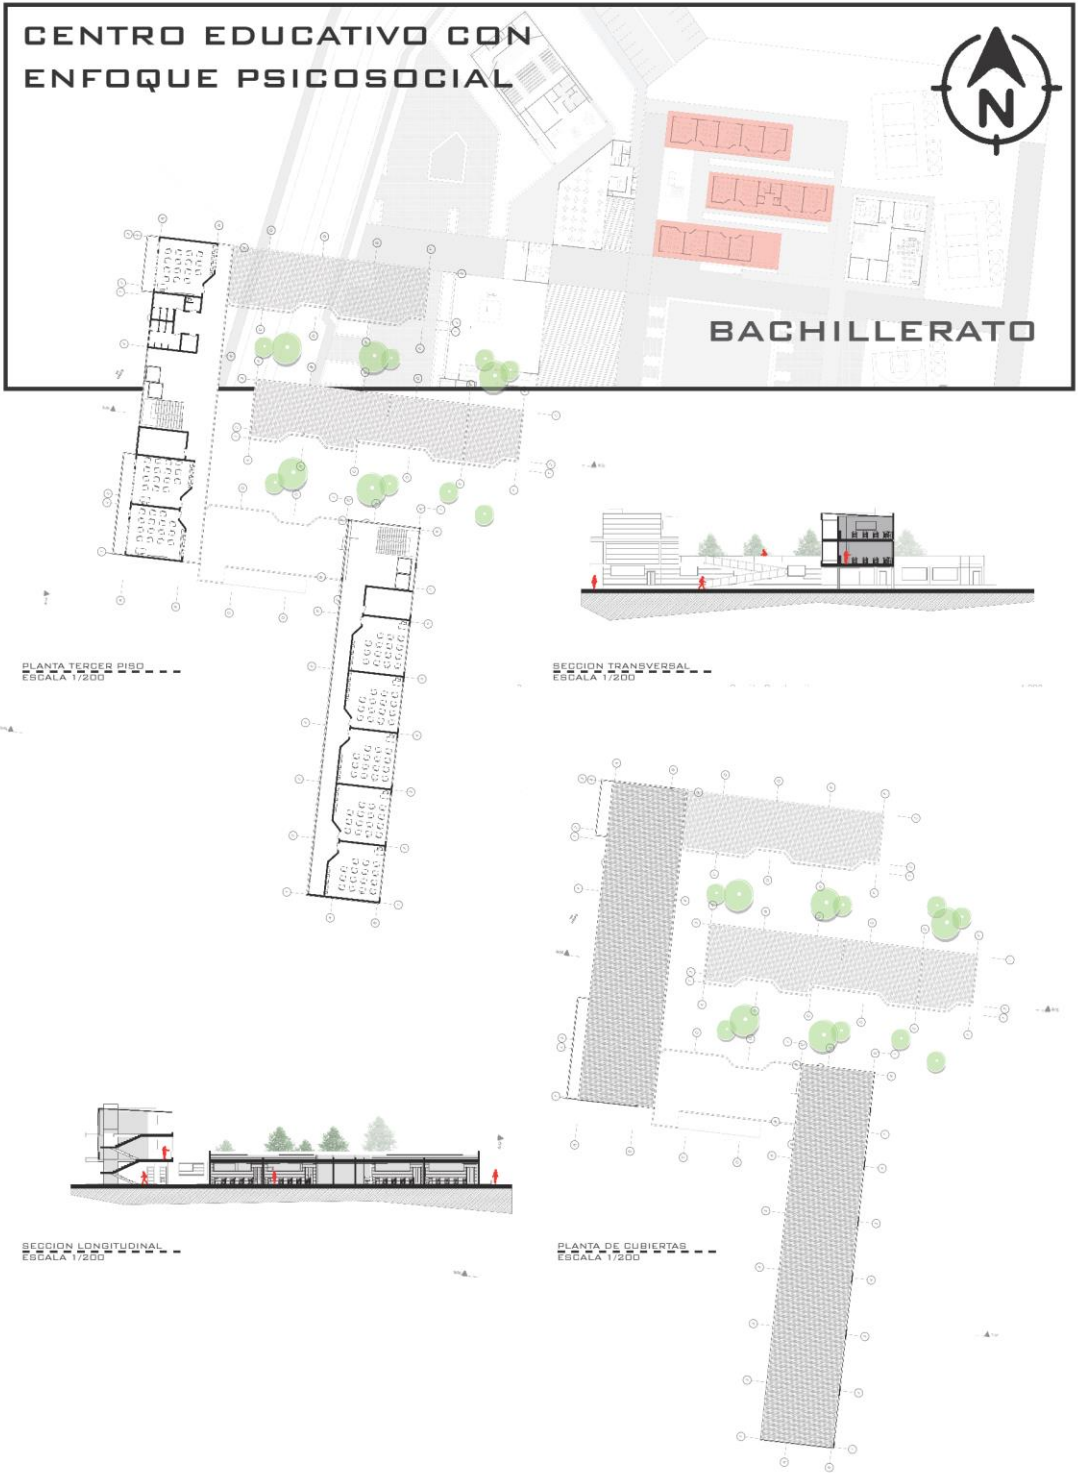 CENTRO EDUCATIVO CON
ENFOQUE PSICOSOCIAL
N
BACHILLERATO
PLANTA TERCER PISO
ESCALA 1/200
SECCION TRANSVERSAL
ESCALA 1/200
SECCION LONGITUDINAL
ESCALA 1/200
PLANTA DE CUBIERTAS
ESCALA 1/200